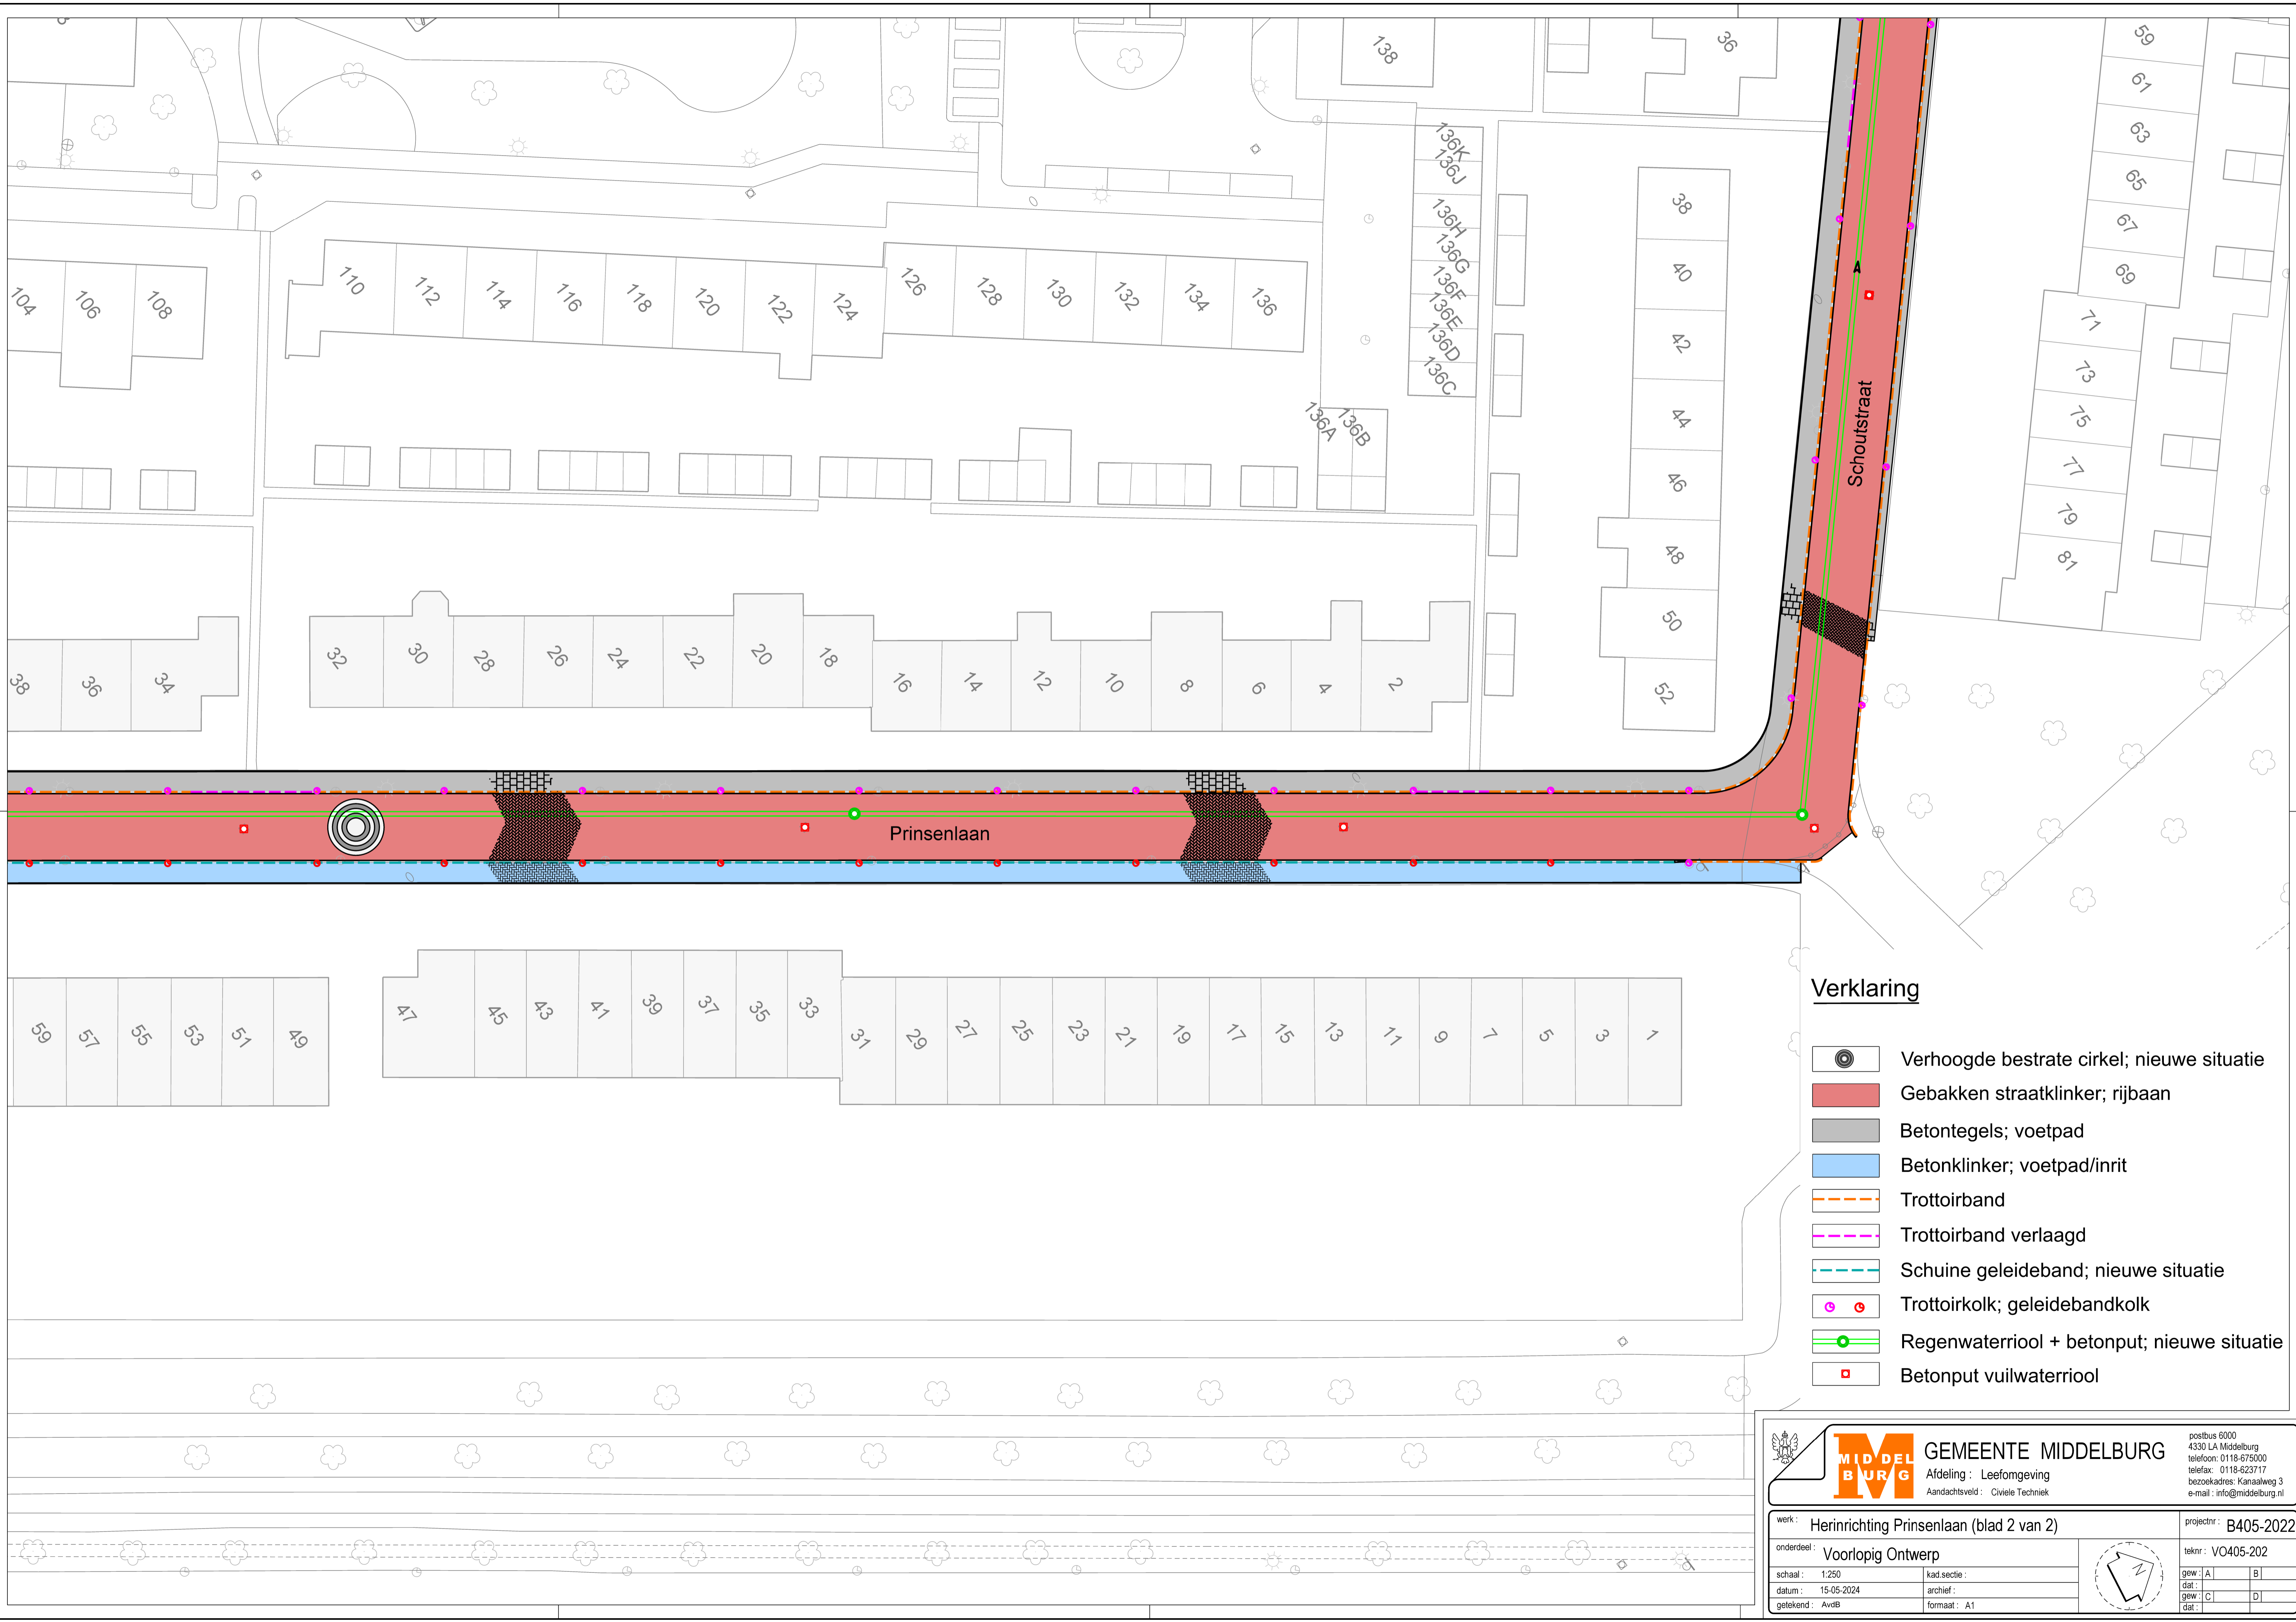 138
36
59
61
63
65
67
69
71
73
75
77
79
81
136K
136J
136H
136G
136F
136E
136D
136C
136A
136B
38
40
42
44
46
48
50
52
104
106
108
110
112
114
116
118
120
122
124
126
128
130
132
134
136
Schoutstraat
38
36
34
32
30
28
26
24
22
20
18
16
14
12
10
8
6
4
2
Prinsenlaan
59
57
55
53
51
49
47
45
43
41
39
37
35
33
31
29
27
25
23
21
19
17
15
13
11
9
7
5
3
1
Verklaring
Verhoogde bestrate cirkel; nieuwe situatie
Gebakken straatklinker; rijbaan
Betontegels; voetpad
Betonklinker; voetpad/inrit
Trottoirband
Trottoirband verlaagd
Schuine geleideband; nieuwe situatie
Trottoirkolk; geleidebandkolk
Regenwaterriool + betonput; nieuwe situatie
Betonput vuilwaterriool
MIDDEL
BURG
GEMEENTE MIDDELBURG
Afdeling : Leefomgeving
Aandachtsveld : Civiele Techniek
postbus 6000
4330 LA Middelburg
telefoon: 0118-675000
telefax: 0118-623717
bezoekadres: Kanaalweg 3
e-mail : info@middelburg.nl
werk : Herinrichting Prinsenlaan (blad 2 van 2)
projectnr : B405-2022
onderdeel : Voorlopig Ontwerp
teknr : VO405-202
schaal : 1:250
kad.sectie :
datum : 15-05-2024
archief :
getekend : AvdB
formaat : A1
N
gew : A B
dat :
gew : C D
dat :